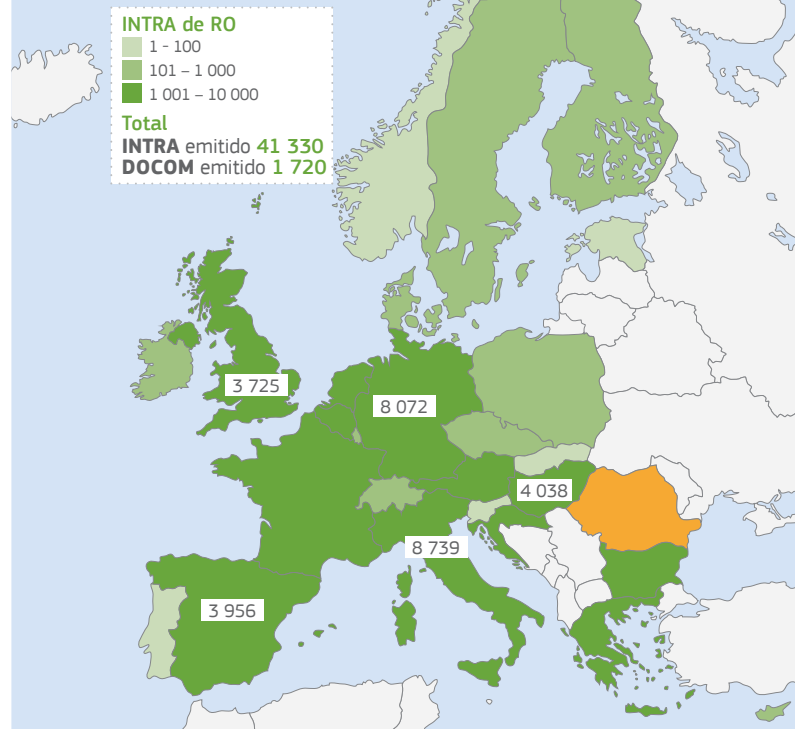 INTRA de RO
1 - 100
101 – 1 000
1 001 – 10 000
Total
INTRA emitido 41 330
DOCOM emitido 1 720
3 725
8 072
4 038
8 739
3 956